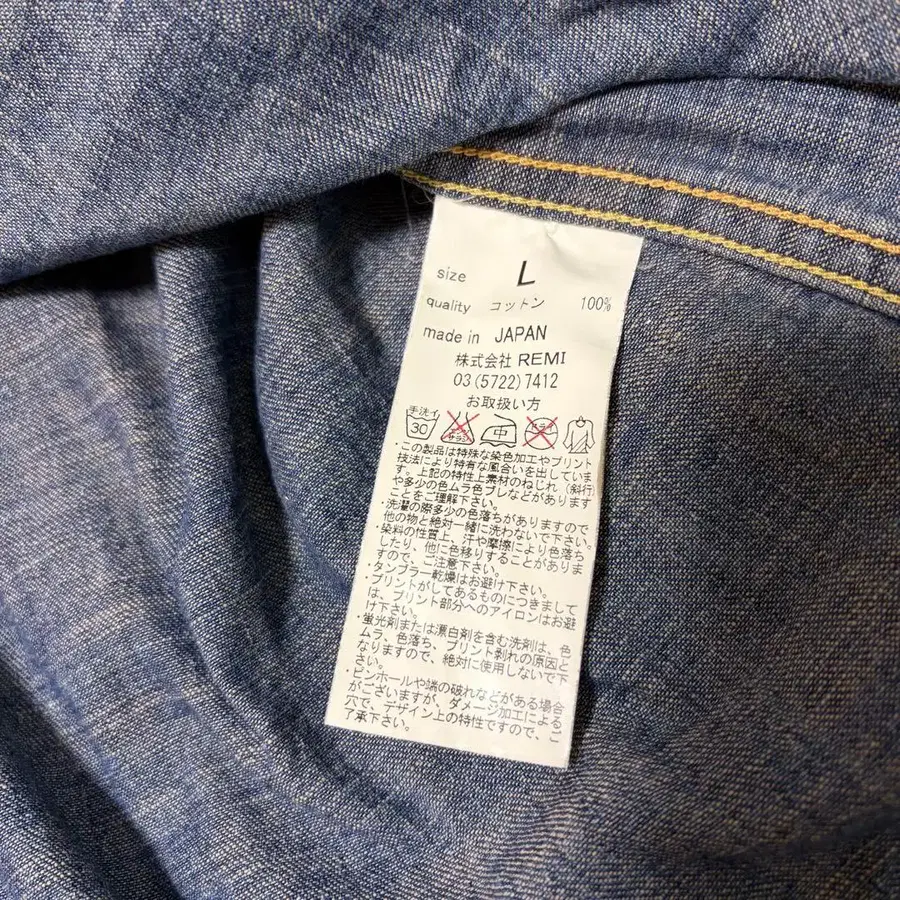 size L
quality コットン 100%
made in JAPAN
株式会社 REMI
03(5722)7412
お取扱い方
手洗イ 30 エンソサラシ 中 ドライ
・この製品は特殊な染色加工やプリント
技法により特有な風合いを出していま
す。上記の特性上素材のねじれ（斜行）
や多少の色ムラ色ブレなどがあります
ことをご理解下さい。
・洗濯の際多少の色落ちがありますので
他の物と絶対一緒に洗わないで下さい。
・染料の性質上、汗や摩擦により色落ち
したり、他に色移りすることがありま
すので、ご注意下さい。
・タンブラー乾燥はお避け下さい。
・プリントがしてあるものにつきまして
は、プリント部分へのアイロンはお避
け下さい。
・蛍光剤または漂白剤を含む洗剤は、色
ムラ、色落ち、プリント剥れの原因と
なりますので、絶対に使用しないで下
さい。
・ピンホールや端の破れなどがある場合
がございますが、ダメージ加工による
穴で、デザイン上の特性ですので、ご
了承下さい。